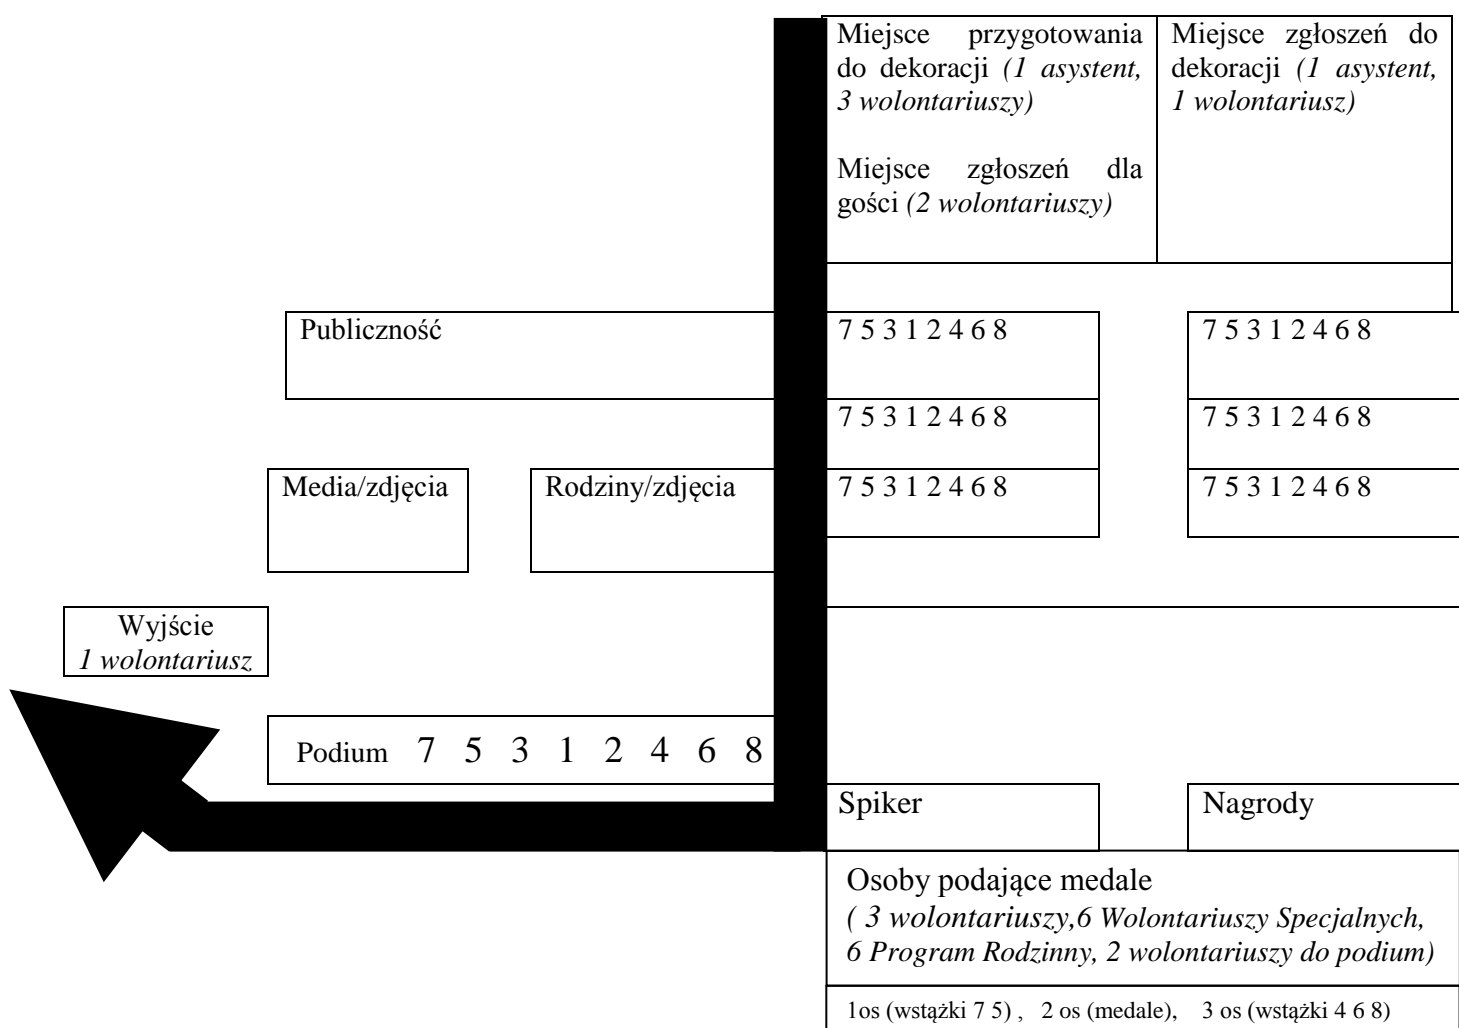 Miejsce przygotowania
do dekoracji (1 asystent,
3 wolontariuszy)
Miejsce zgłoszeń dla
gości (2 wolontariuszy)
Miejsce zgłoszeń do
dekoracji (1 asystent,
1 wolontariusz)
Publiczność
7 5 3 1 2 4 6 8
7 5 3 1 2 4 6 8
7 5 3 1 2 4 6 8
7 5 3 1 2 4 6 8
Media/zdjęcia
Rodziny/zdjęcia
7 5 3 1 2 4 6 8
7 5 3 1 2 4 6 8
Wyjście
1 wolontariusz
Podium 7 5 3 1 2 4 6 8
Spiker
Nagrody
Osoby podające medale
( 3 wolontariuszy,6 Wolontariuszy Specjalnych,
6 Program Rodzinny, 2 wolontariuszy do podium)
1os (wstążki 7 5) , 2 os (medale), 3 os (wstążki 4 6 8)